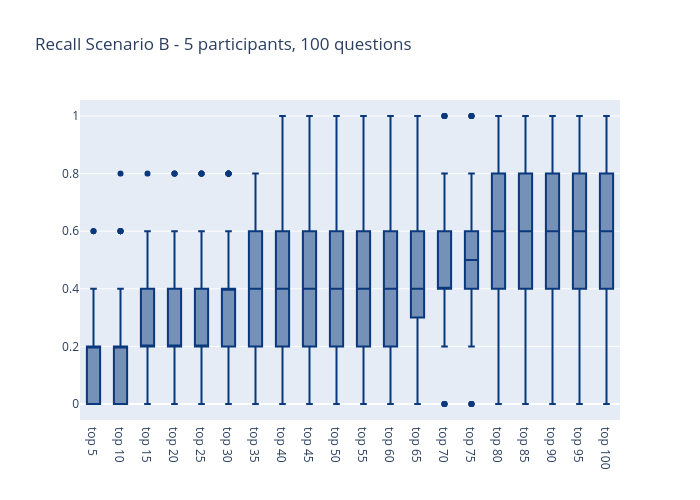 Recall Scenario B - 5 participants, 100 questions
1
0.8
0.6
0.4
0.2
0
top 5
top 10
top 15
top 20
top 25
top 30
top 35
top 40
top 45
top 50
top 55
top 60
top 65
top 70
top 75
top 80
top 85
top 90
top 95
top 100